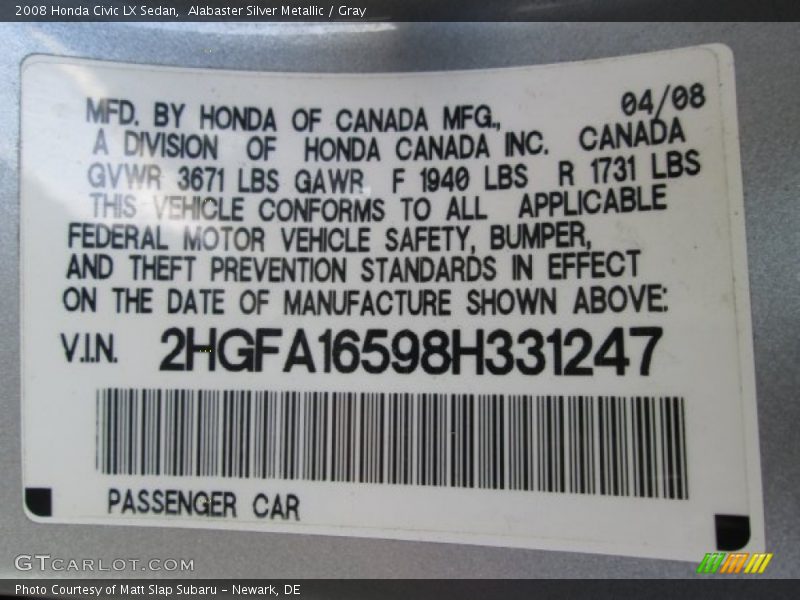 2008 Honda Civic LX Sedan,  Alabaster Silver Metallic / Gray
04/08
MFD. BY HONDA OF CANADA MFG.,
A DIVISION OF HONDA CANADA INC. CANADA
GVWR 3671 LBS GAWR F 1940 LBS R 1731 LBS
THIS VEHICLE CONFORMS TO ALL APPLICABLE
FEDERAL MOTOR VEHICLE SAFETY, BUMPER,
AND THEFT PREVENTION STANDARDS IN EFFECT
ON THE DATE OF MANUFACTURE SHOWN ABOVE:
V.I.N. 2HGFA16598H331247
PASSENGER CAR
GTCARLOT.COM
Photo Courtesy of Matt Slap Subaru – Newark, DE